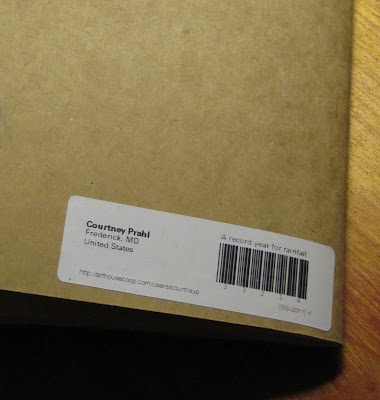 Courtney Prahl
Frederick, MD
United States
http://arthousecoop.com/users/courtneyp
A record year for rainfall